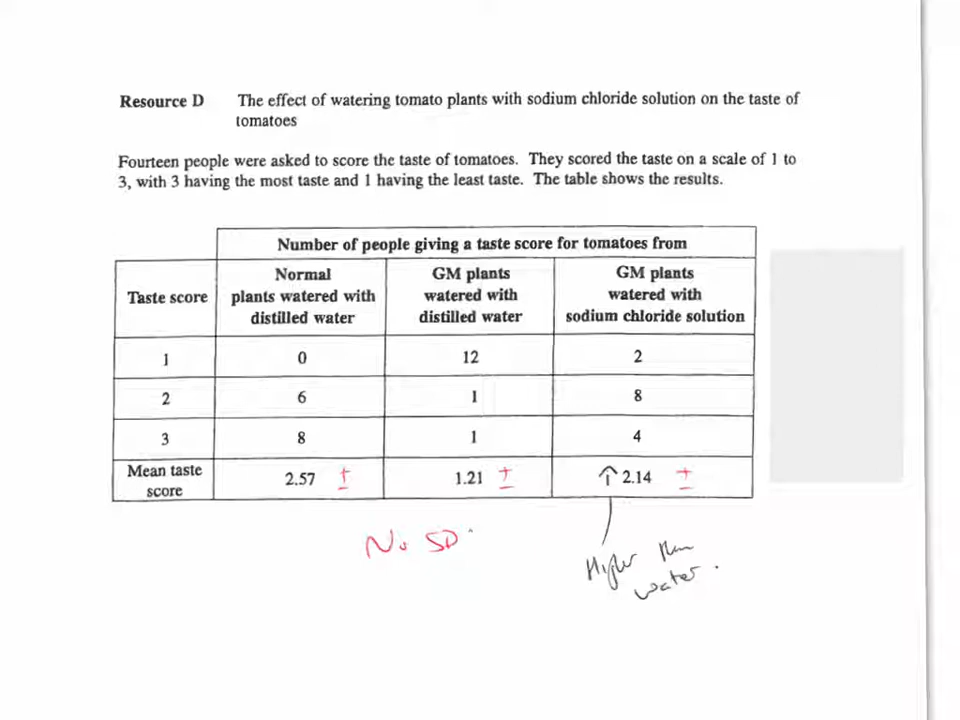 Resource D The effect of watering tomato plants with sodium chloride solution on the taste of
tomatoes
Fourteen people were asked to score the taste of tomatoes. They scored the taste on a scale of 1 to
3, with 3 having the most taste and 1 having the least taste. The table shows the results.
Number of people giving a taste score for tomatoes from
Taste score Normal plants watered with distilled water GM plants watered with distilled water GM plants watered with sodium chloride solution
1 0 12 2
2 6 1 8
3 8 1 4
Mean taste score 2.57 ± 1.21 ± ↑ 2.14 ±
No SD
Higher than
water.